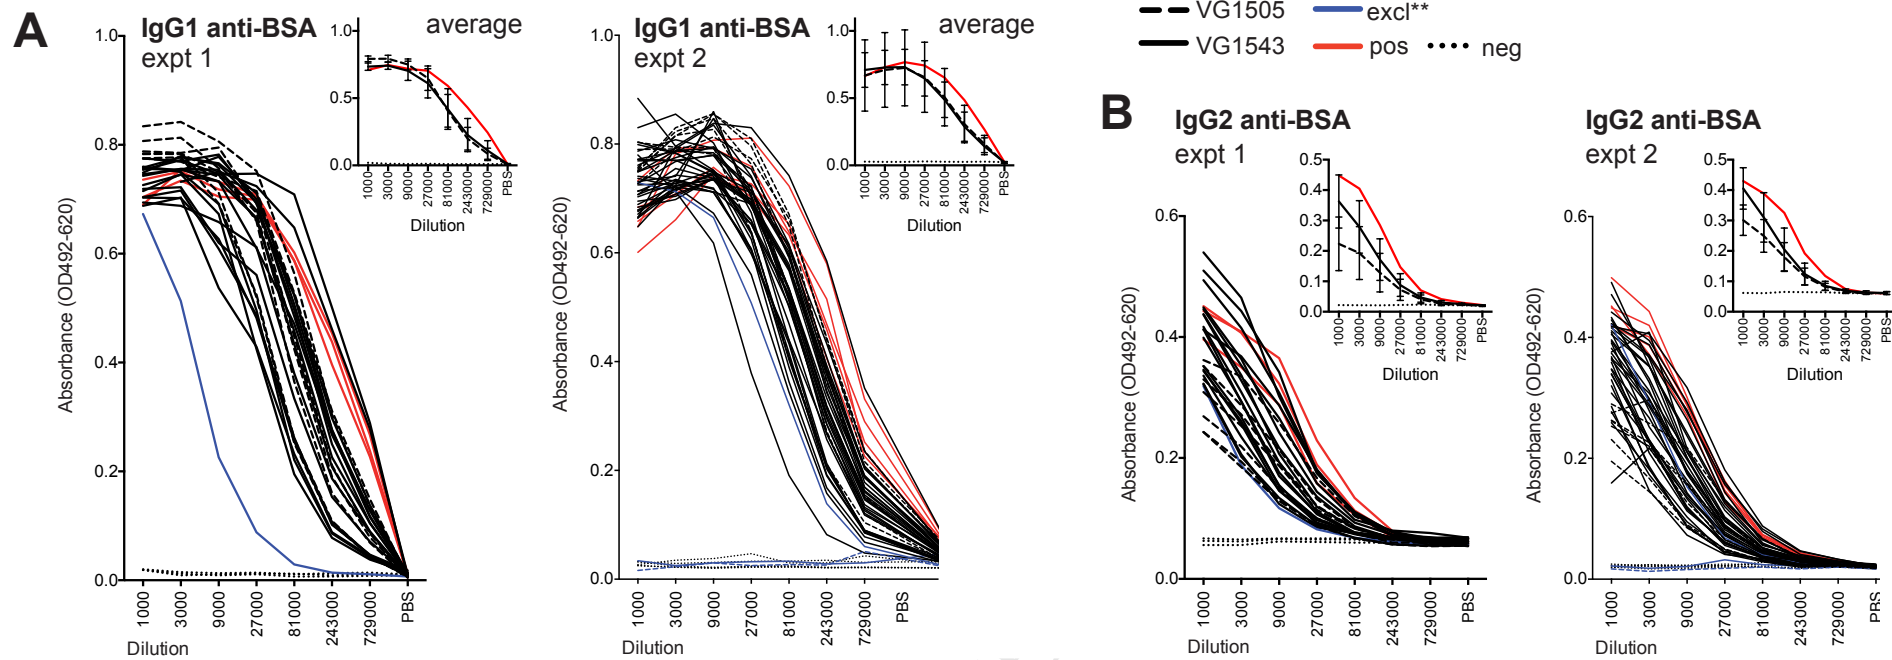 A
IgG1 anti-BSA
expt 1
average
1.0
0.5
0.0
1000
3000
9000
27000
81000
243000
729000
PBS
Dilution
1.0
0.8
0.6
0.4
0.2
0.0
Absorbance (OD492-620)
1000
3000
9000
27000
81000
243000
729000
PBS
Dilution
IgG1 anti-BSA
expt 2
average
1.0
0.5
0.0
1000
3000
9000
27000
81000
243000
729000
PBS
Dilution
1.0
0.8
0.6
0.4
0.2
0.0
Absorbance (OD492-620)
1000
3000
9000
27000
81000
243000
729000
PBS
Dilution
VG1505
excl**
VG1543
pos
neg
B
IgG2 anti-BSA
expt 1
0.5
0.4
0.3
0.2
0.1
0.0
1000
3000
9000
27000
81000
243000
729000
PBS
Dilution
0.6
0.4
0.2
0.0
Absorbance (OD492-620)
1000
3000
9000
27000
81000
243000
729000
PBS
Dilution
IgG2 anti-BSA
expt 2
0.5
0.4
0.3
0.2
0.1
0.0
1000
3000
9000
27000
81000
243000
729000
PBS
Dilution
0.6
0.4
0.2
0.0
Absorbance (OD492-620)
1000
3000
9000
27000
81000
243000
729000
PBS
Dilution